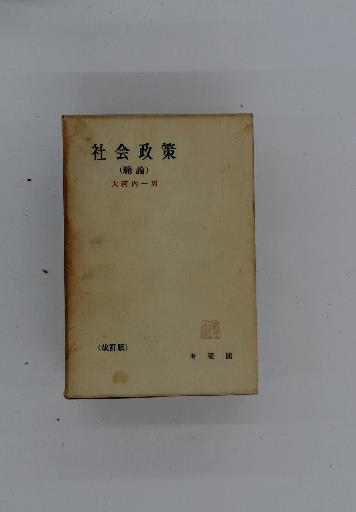 社会政策
(総論)
大河内一男
(改訂版)
有斐閣